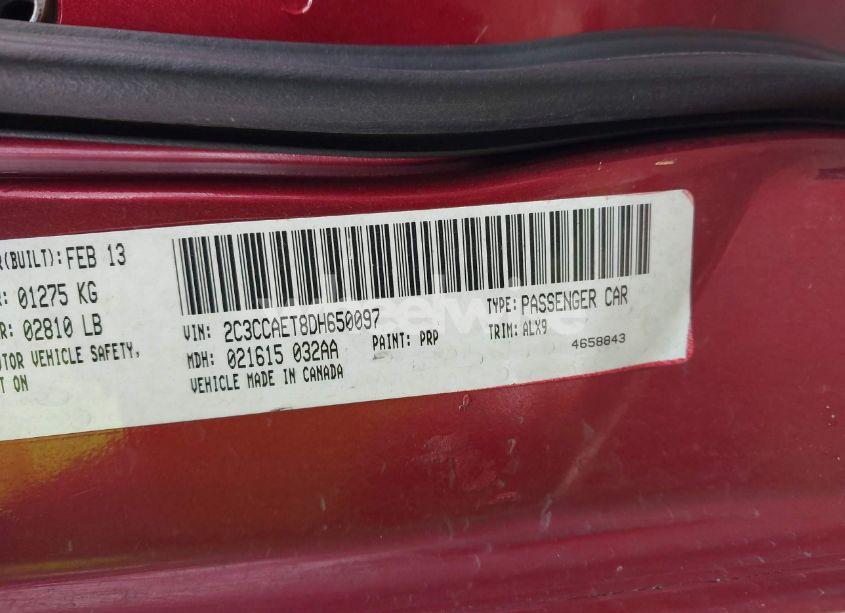 R(BUILT): FEB 13
R: 01275 KG
R: 02810 LB
OTOR VEHICLE SAFETY,
T ON
VIN: 2C3CCAET8DH650097
TYPE: PASSENGER CAR
MDH: 021615 032AA
PAINT: PRP
TRIM: ALX9
VEHICLE MADE IN CANADA
4658843